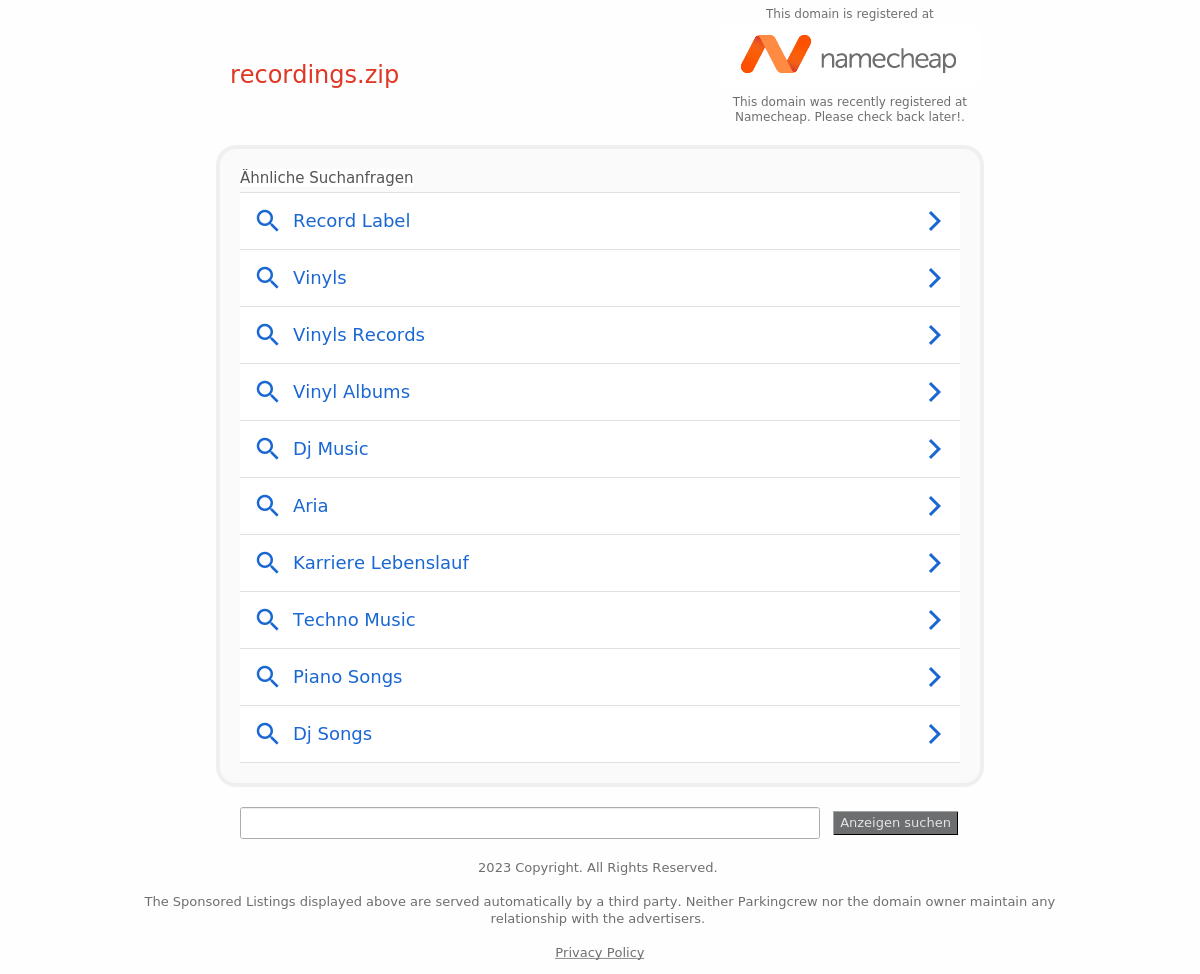 This domain is registered at
namecheap
recordings.zip
This domain was recently registered at
Namecheap. Please check back later!.
Ähnliche Suchanfragen
Record Label
Vinyls
Vinyls Records
Vinyl Albums
Dj Music
Aria
Karriere Lebenslauf
Techno Music
Piano Songs
Dj Songs
Anzeigen suchen
2023 Copyright. All Rights Reserved.
The Sponsored Listings displayed above are served automatically by a third party. Neither Parkingcrew nor the domain owner maintain any
relationship with the advertisers.
Privacy Policy